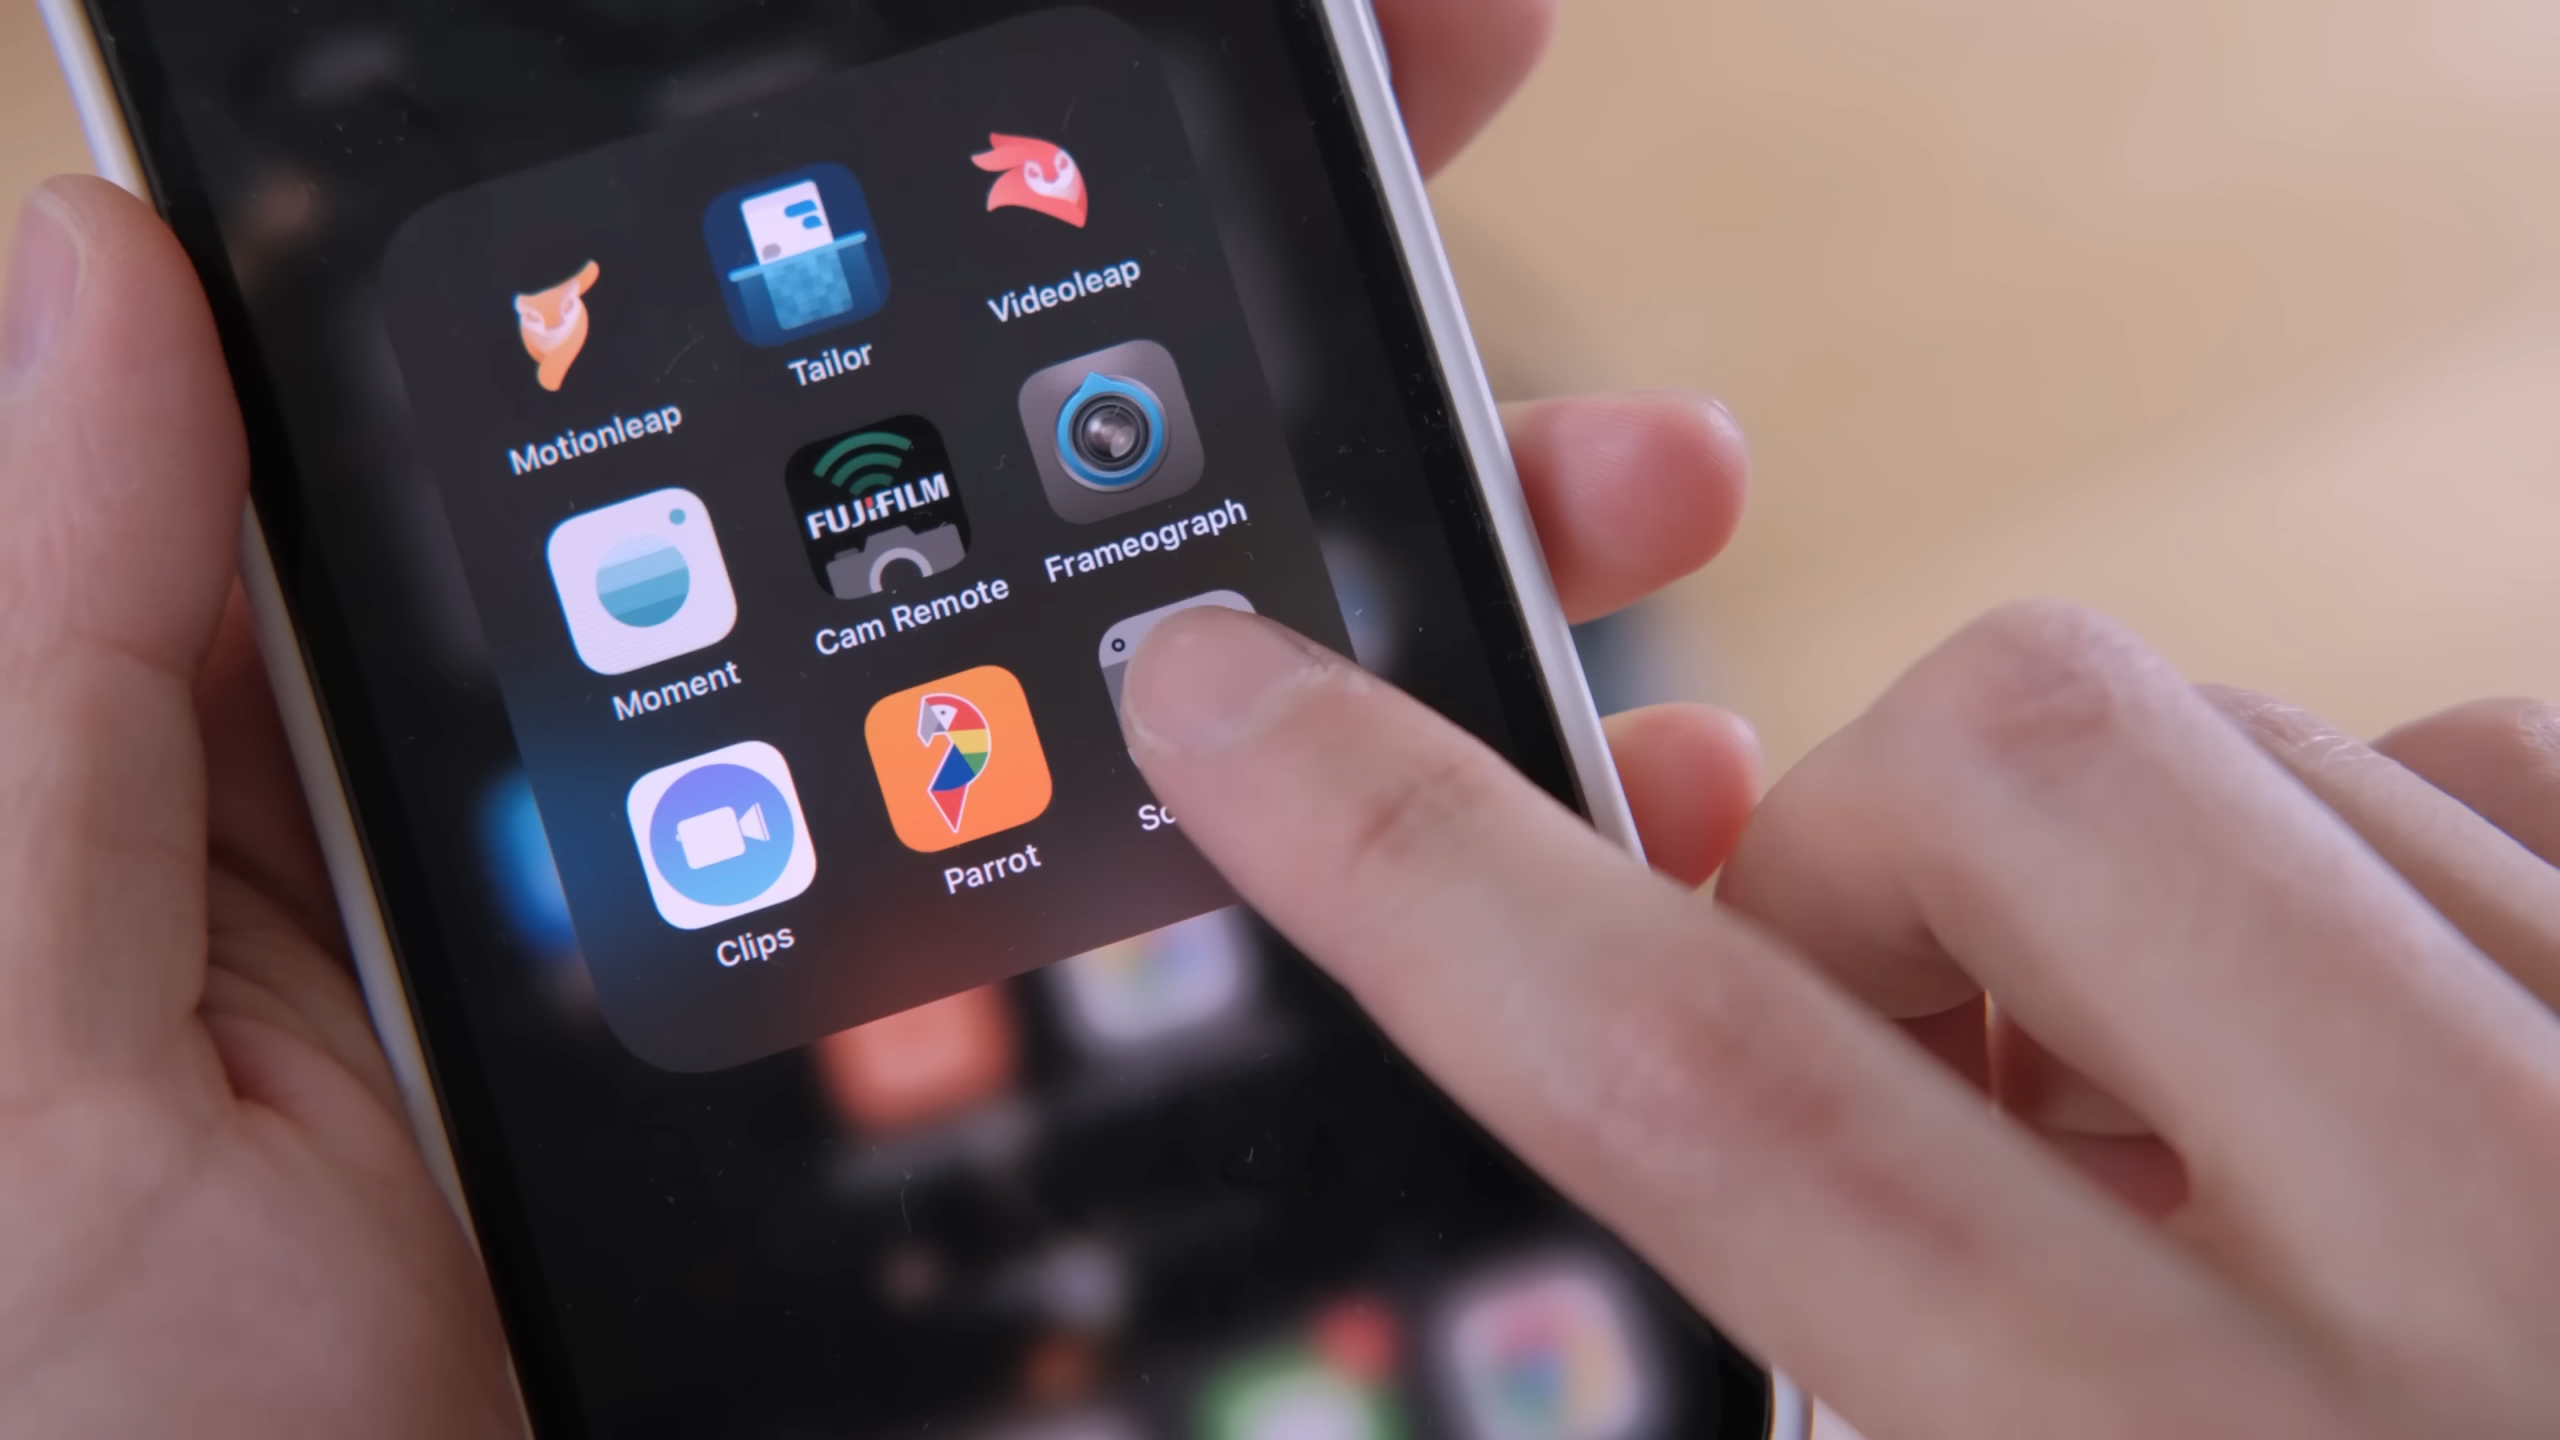 Motionleap
Tailor
Videoleap
Moment
FUJIFILM
Cam Remote
Frameograph
Clips
Parrot